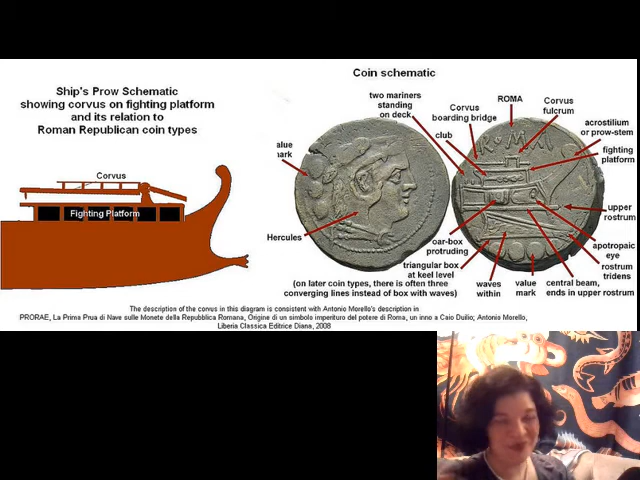 Ship's Prow Schematic
showing corvus on fighting platform
and its relation to
Roman Republican coin types
Corvus
Fighting Platform
Coin schematic
two mariners
standing
on deck
Corvus
boarding bridge
ROMA
Corvus
fulcrum
acrostilium
or prow-stem
club
fighting
platform
alue
nark
ROMA
upper
rostrum
Hercules
oar-box
protruding
apotropaic
eye
triangular box
at keel level
(on later coin types, there is often three
converging lines instead of box with waves)
waves
within
value
mark
central beam,
ends in upper rostrum
rostrum
tridens
The description of the corvus in this diagram is consistent with Antonio Morello's description in
PRORAE, La Prima Prua di Nave sulle Monete della Repubblica Romana, Origine di un simbolo imperituro del potere di Roma, un inno a Caio Duilio; Antonio Morello,
Liberia Classica Editrice Diana, 2008